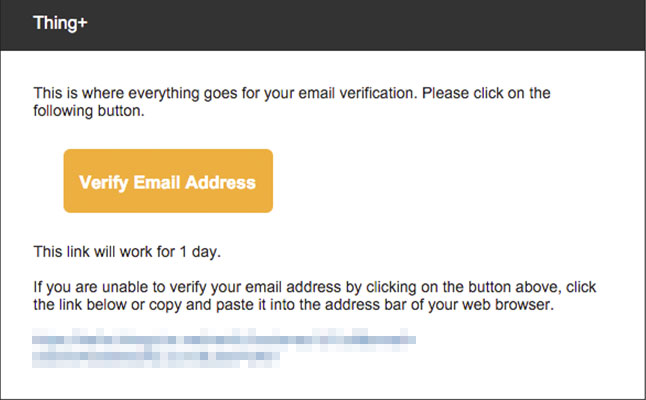 Thing+
This is where everything goes for your email verification. Please click on the
following button.
Verify Email Address
This link will work for 1 day.
If you are unable to verify your email address by clicking on the button above, click
the link below or copy and paste it into the address bar of your web browser.